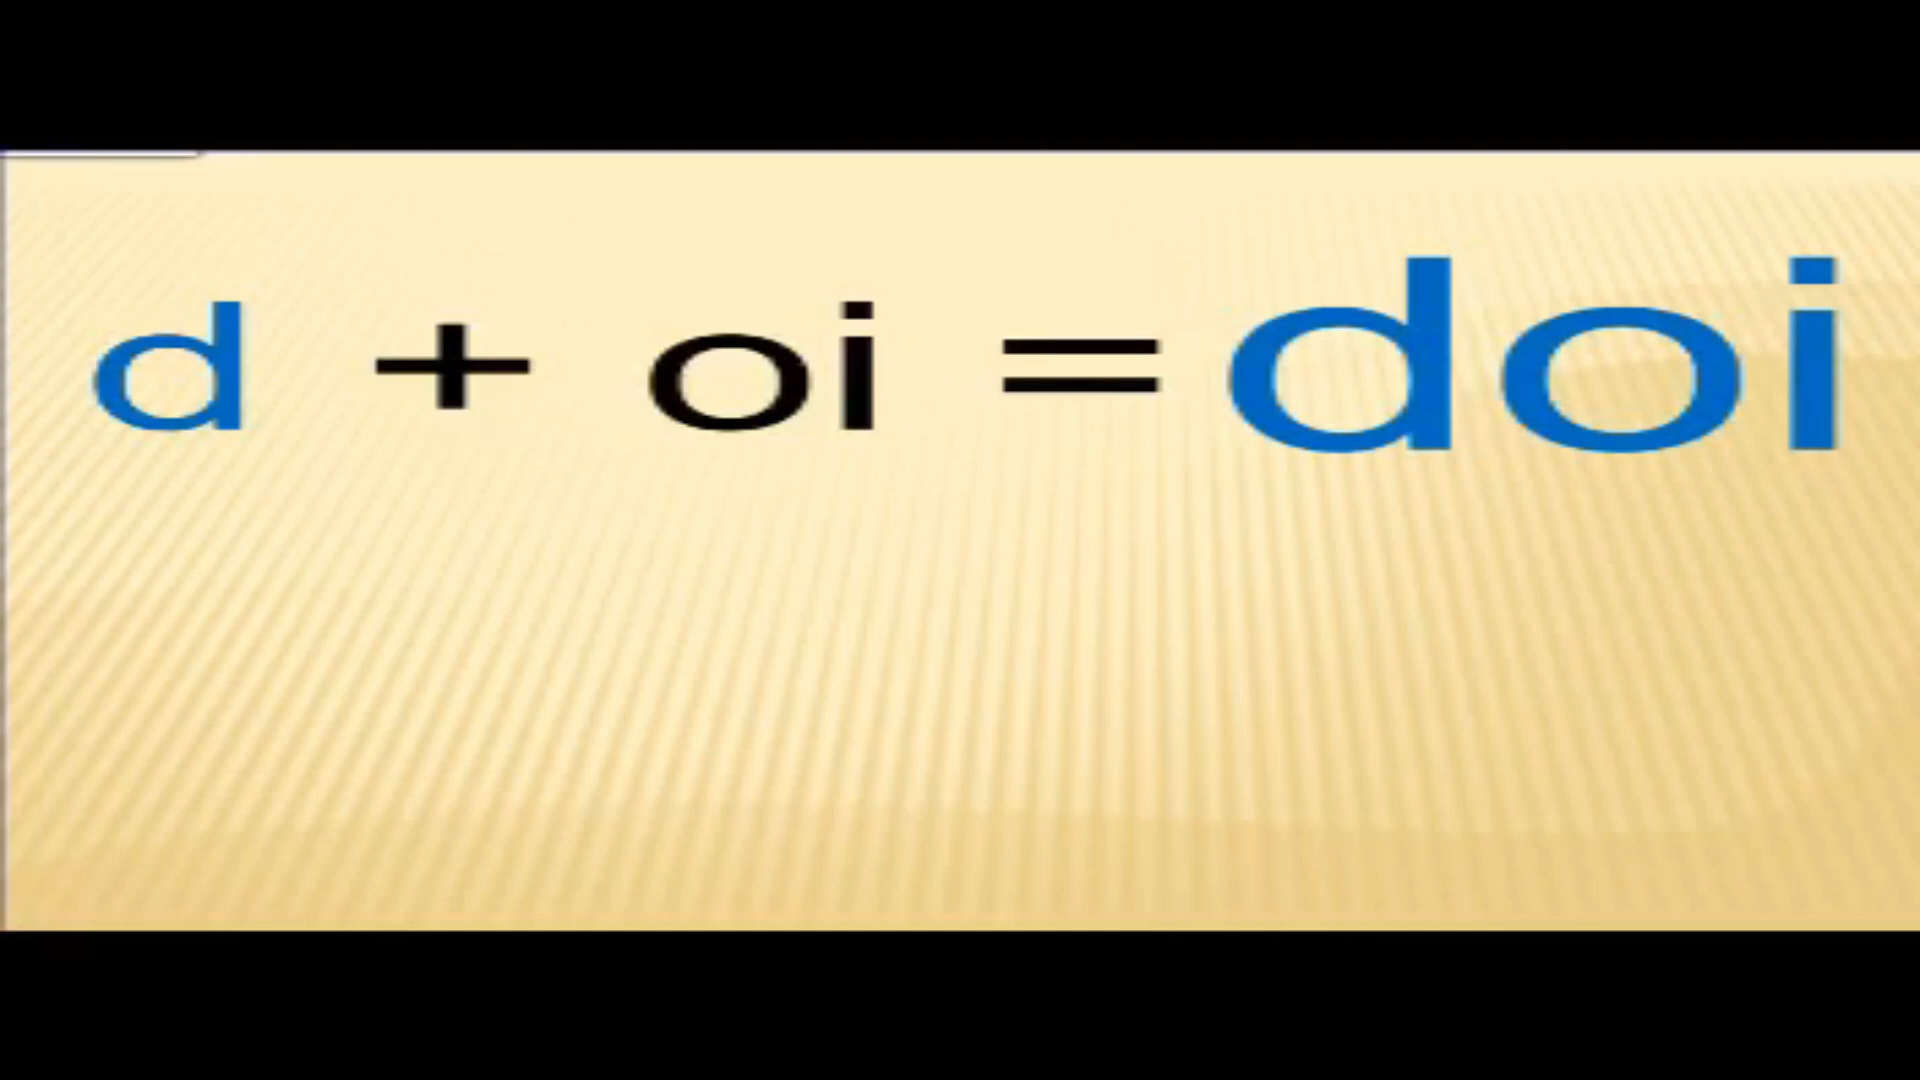 d + oi = doi